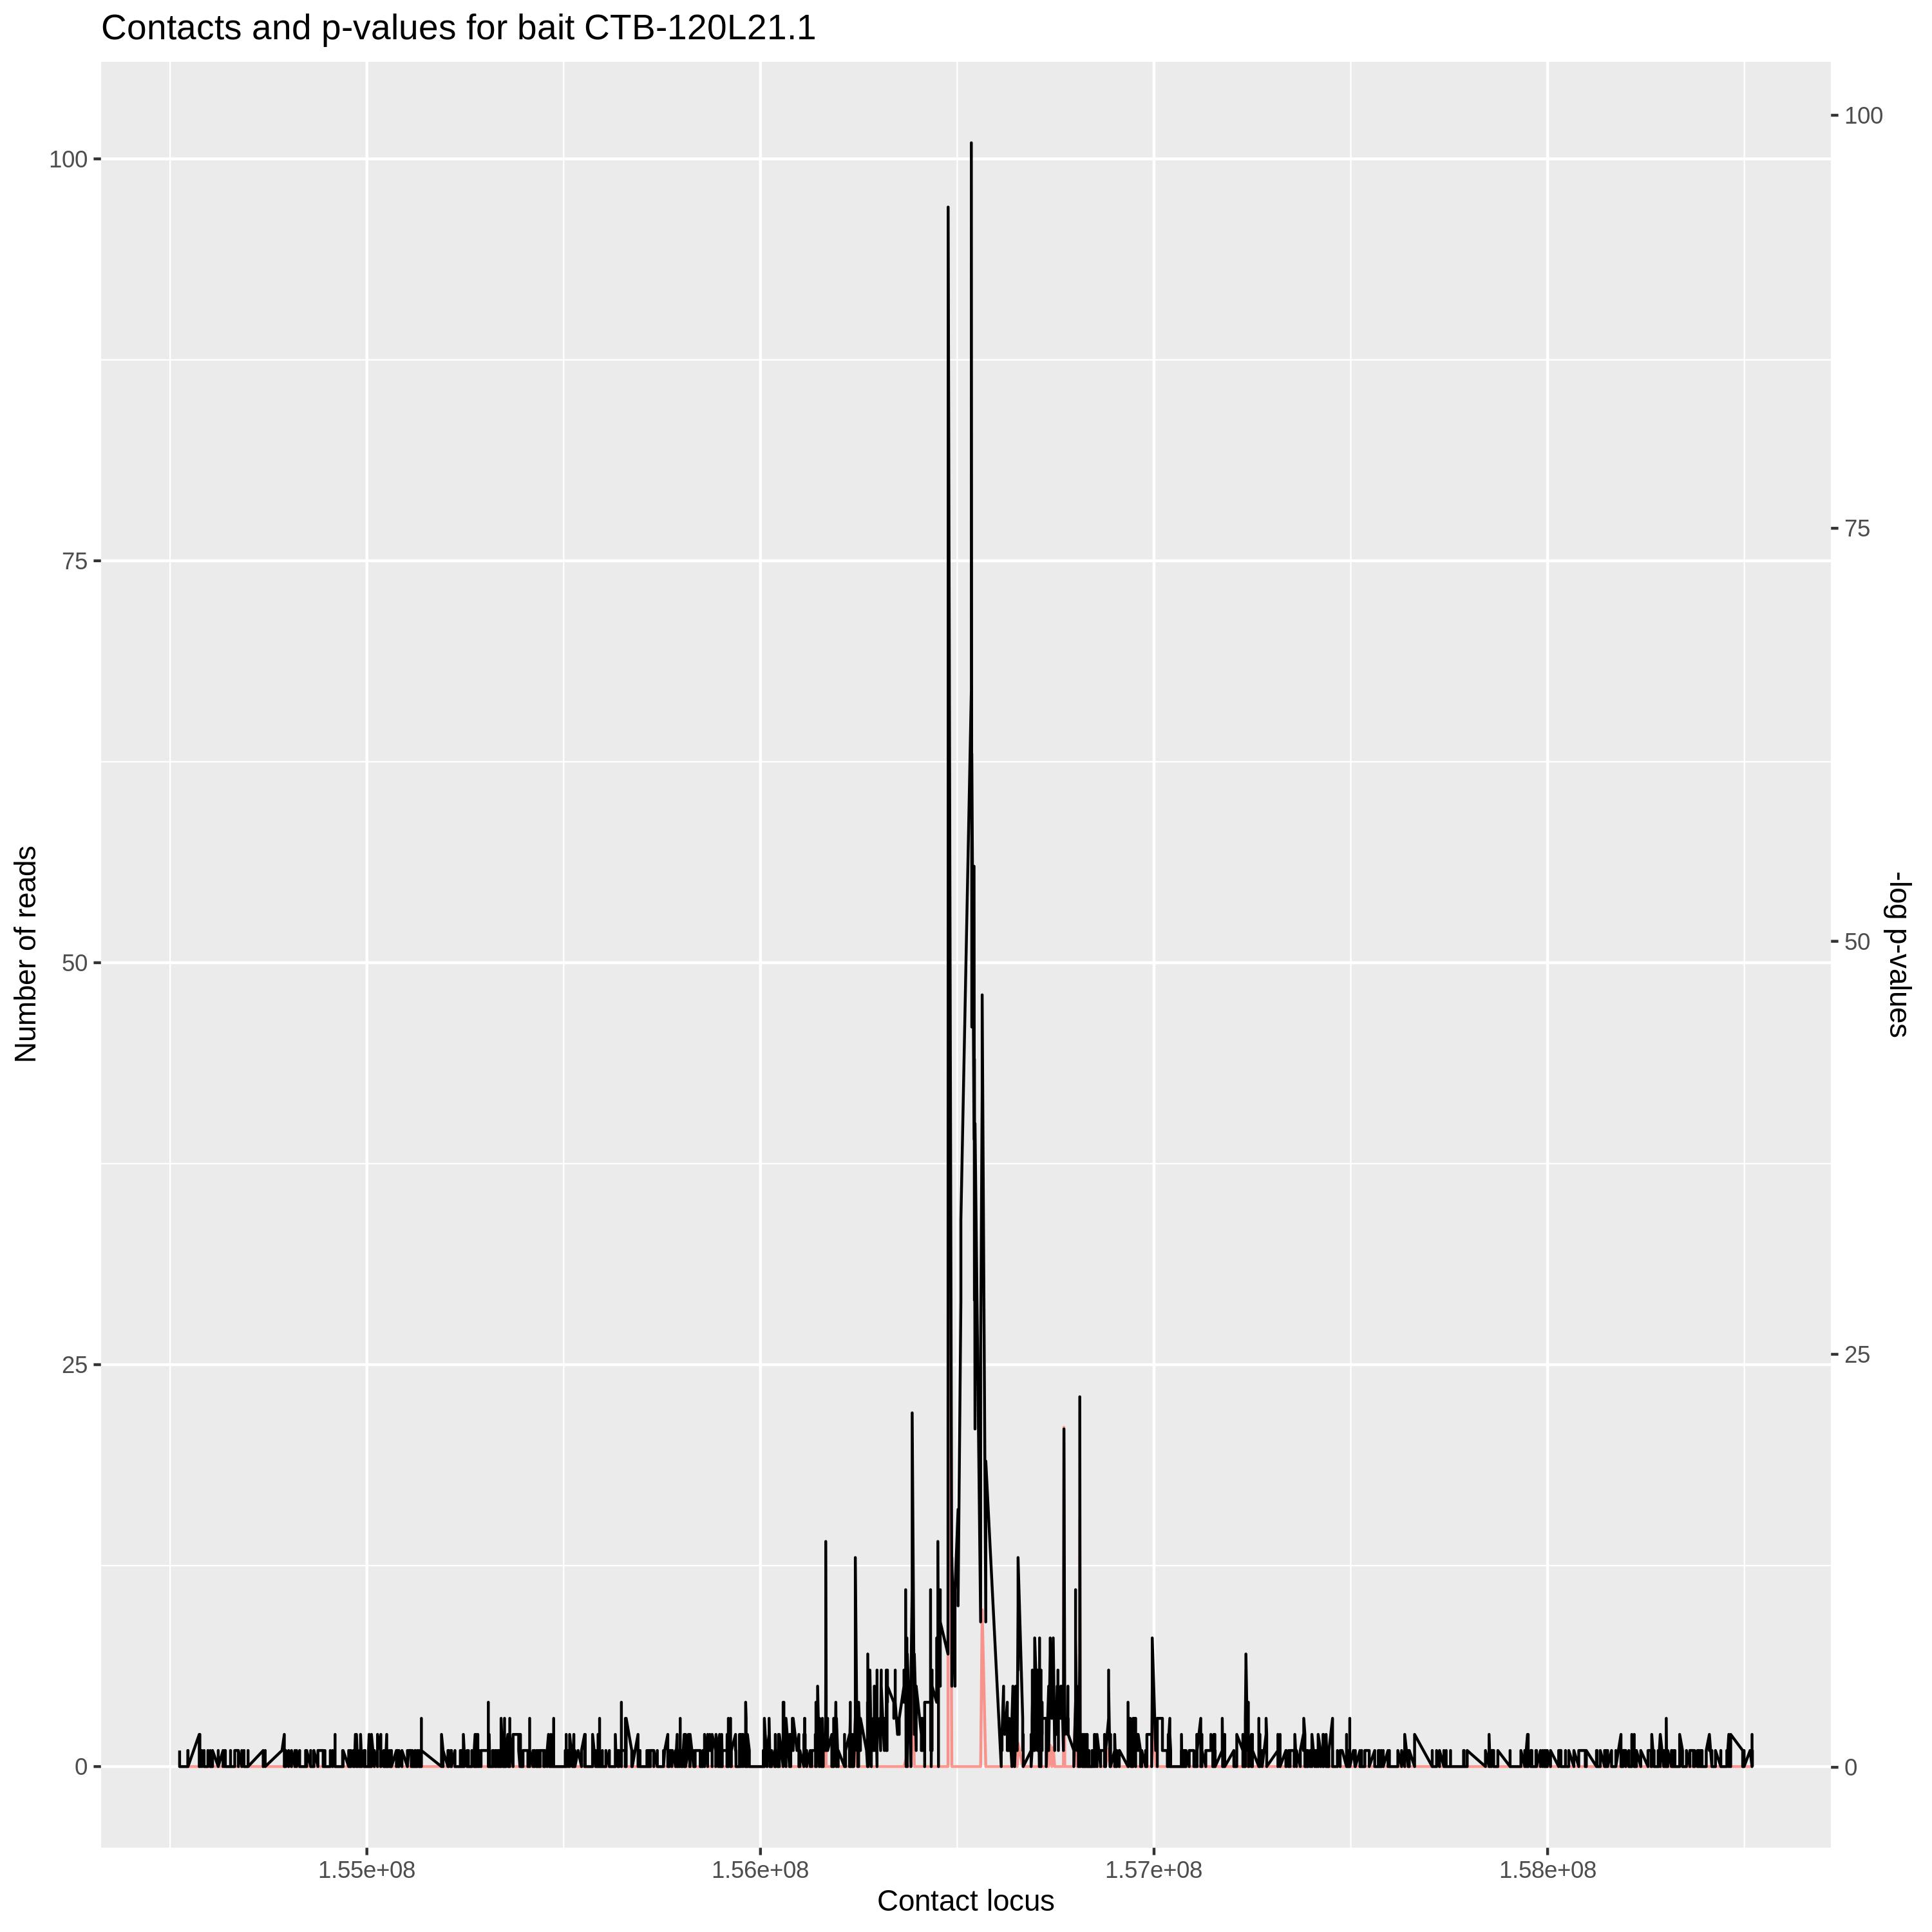 Contacts and p-values for bait CTB-120L21.1
100
75
50
25
0
Number of reads
100
75
50
25
0
-log p-values
1.55e+08
1.56e+08
1.57e+08
1.58e+08
Contact locus